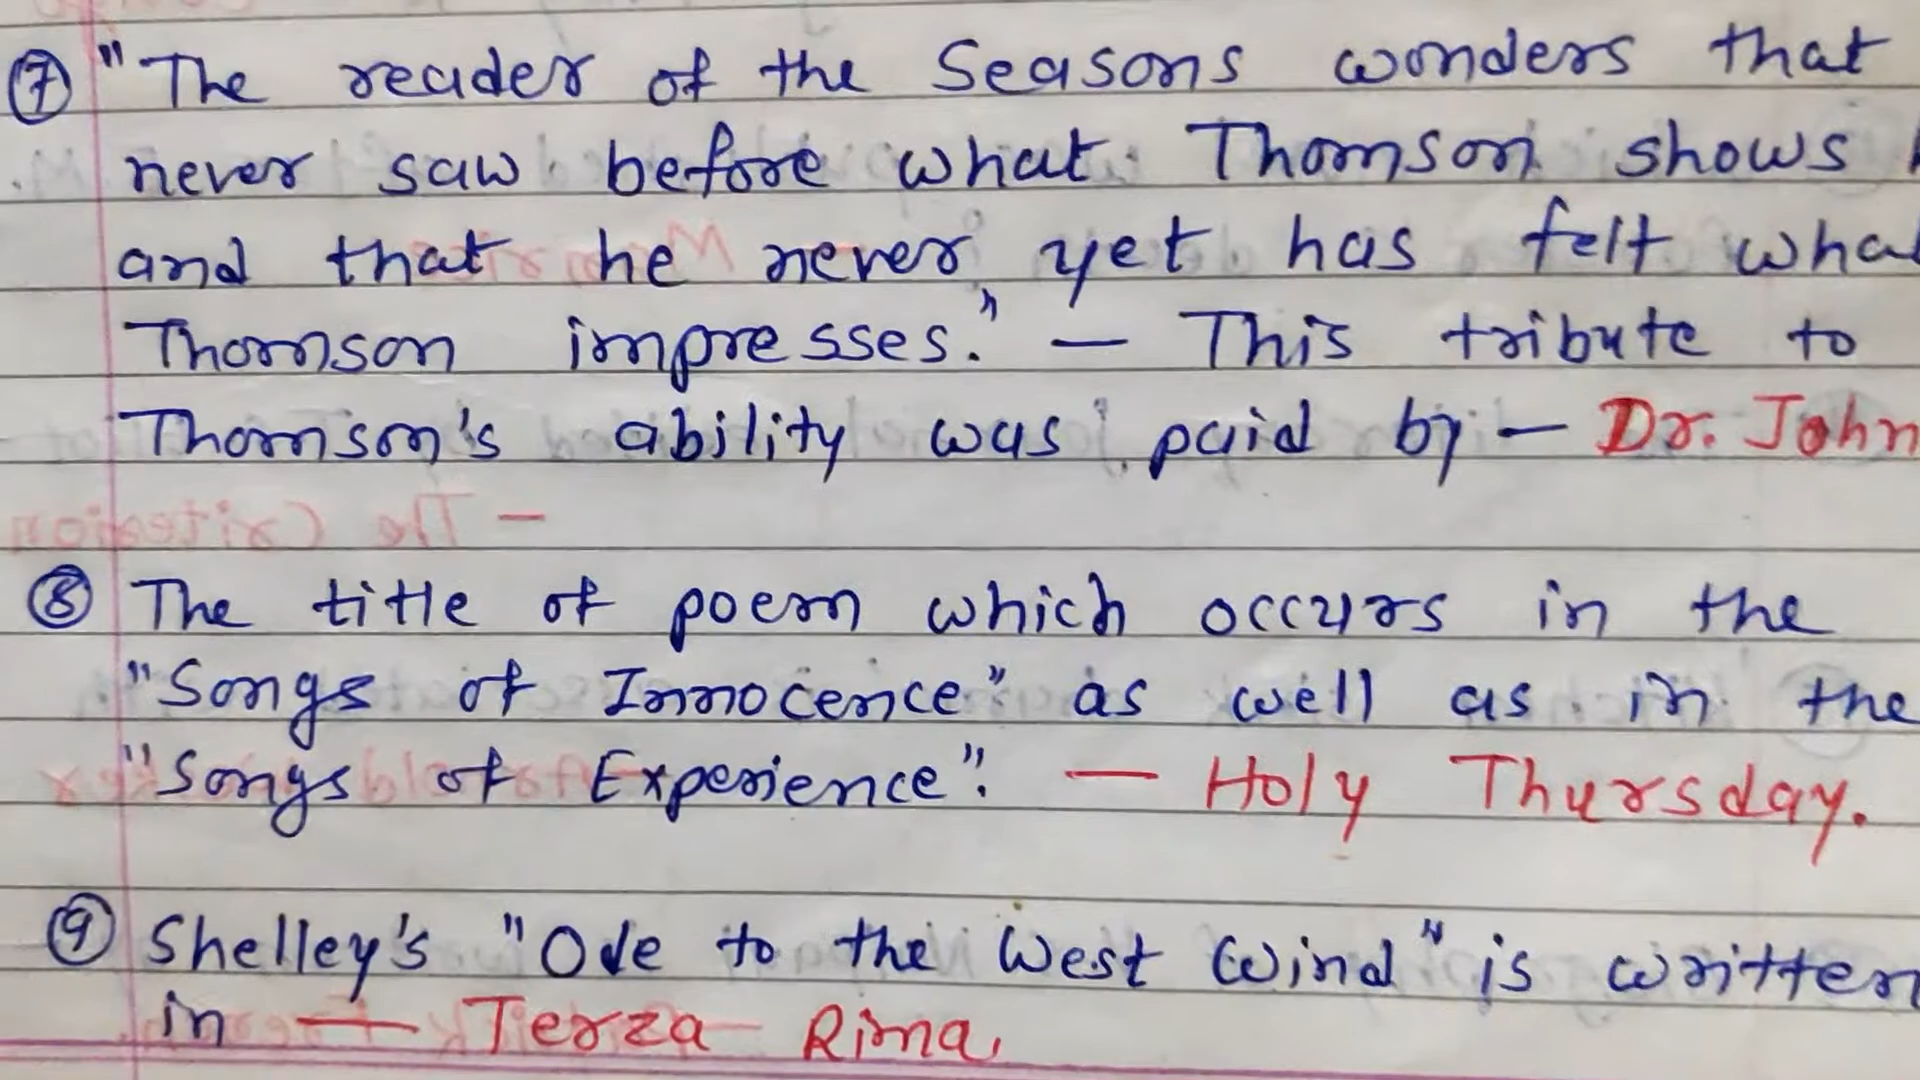 ⑦ "The reader of the Seasons wonders that
never saw before what Thomson shows
and that he never yet has felt wha
Thomson impresses." — This tribute to
Thomson's ability was paid by — Dr. John
— The Criterion
⑧ The title of poem which occurs in the
"Songs of Innocence" as well as in the
"Songs of Experience". — Holy Thursday.
⑨ Shelley's "Ode to the West Wind" is written
in — Terza Rima.